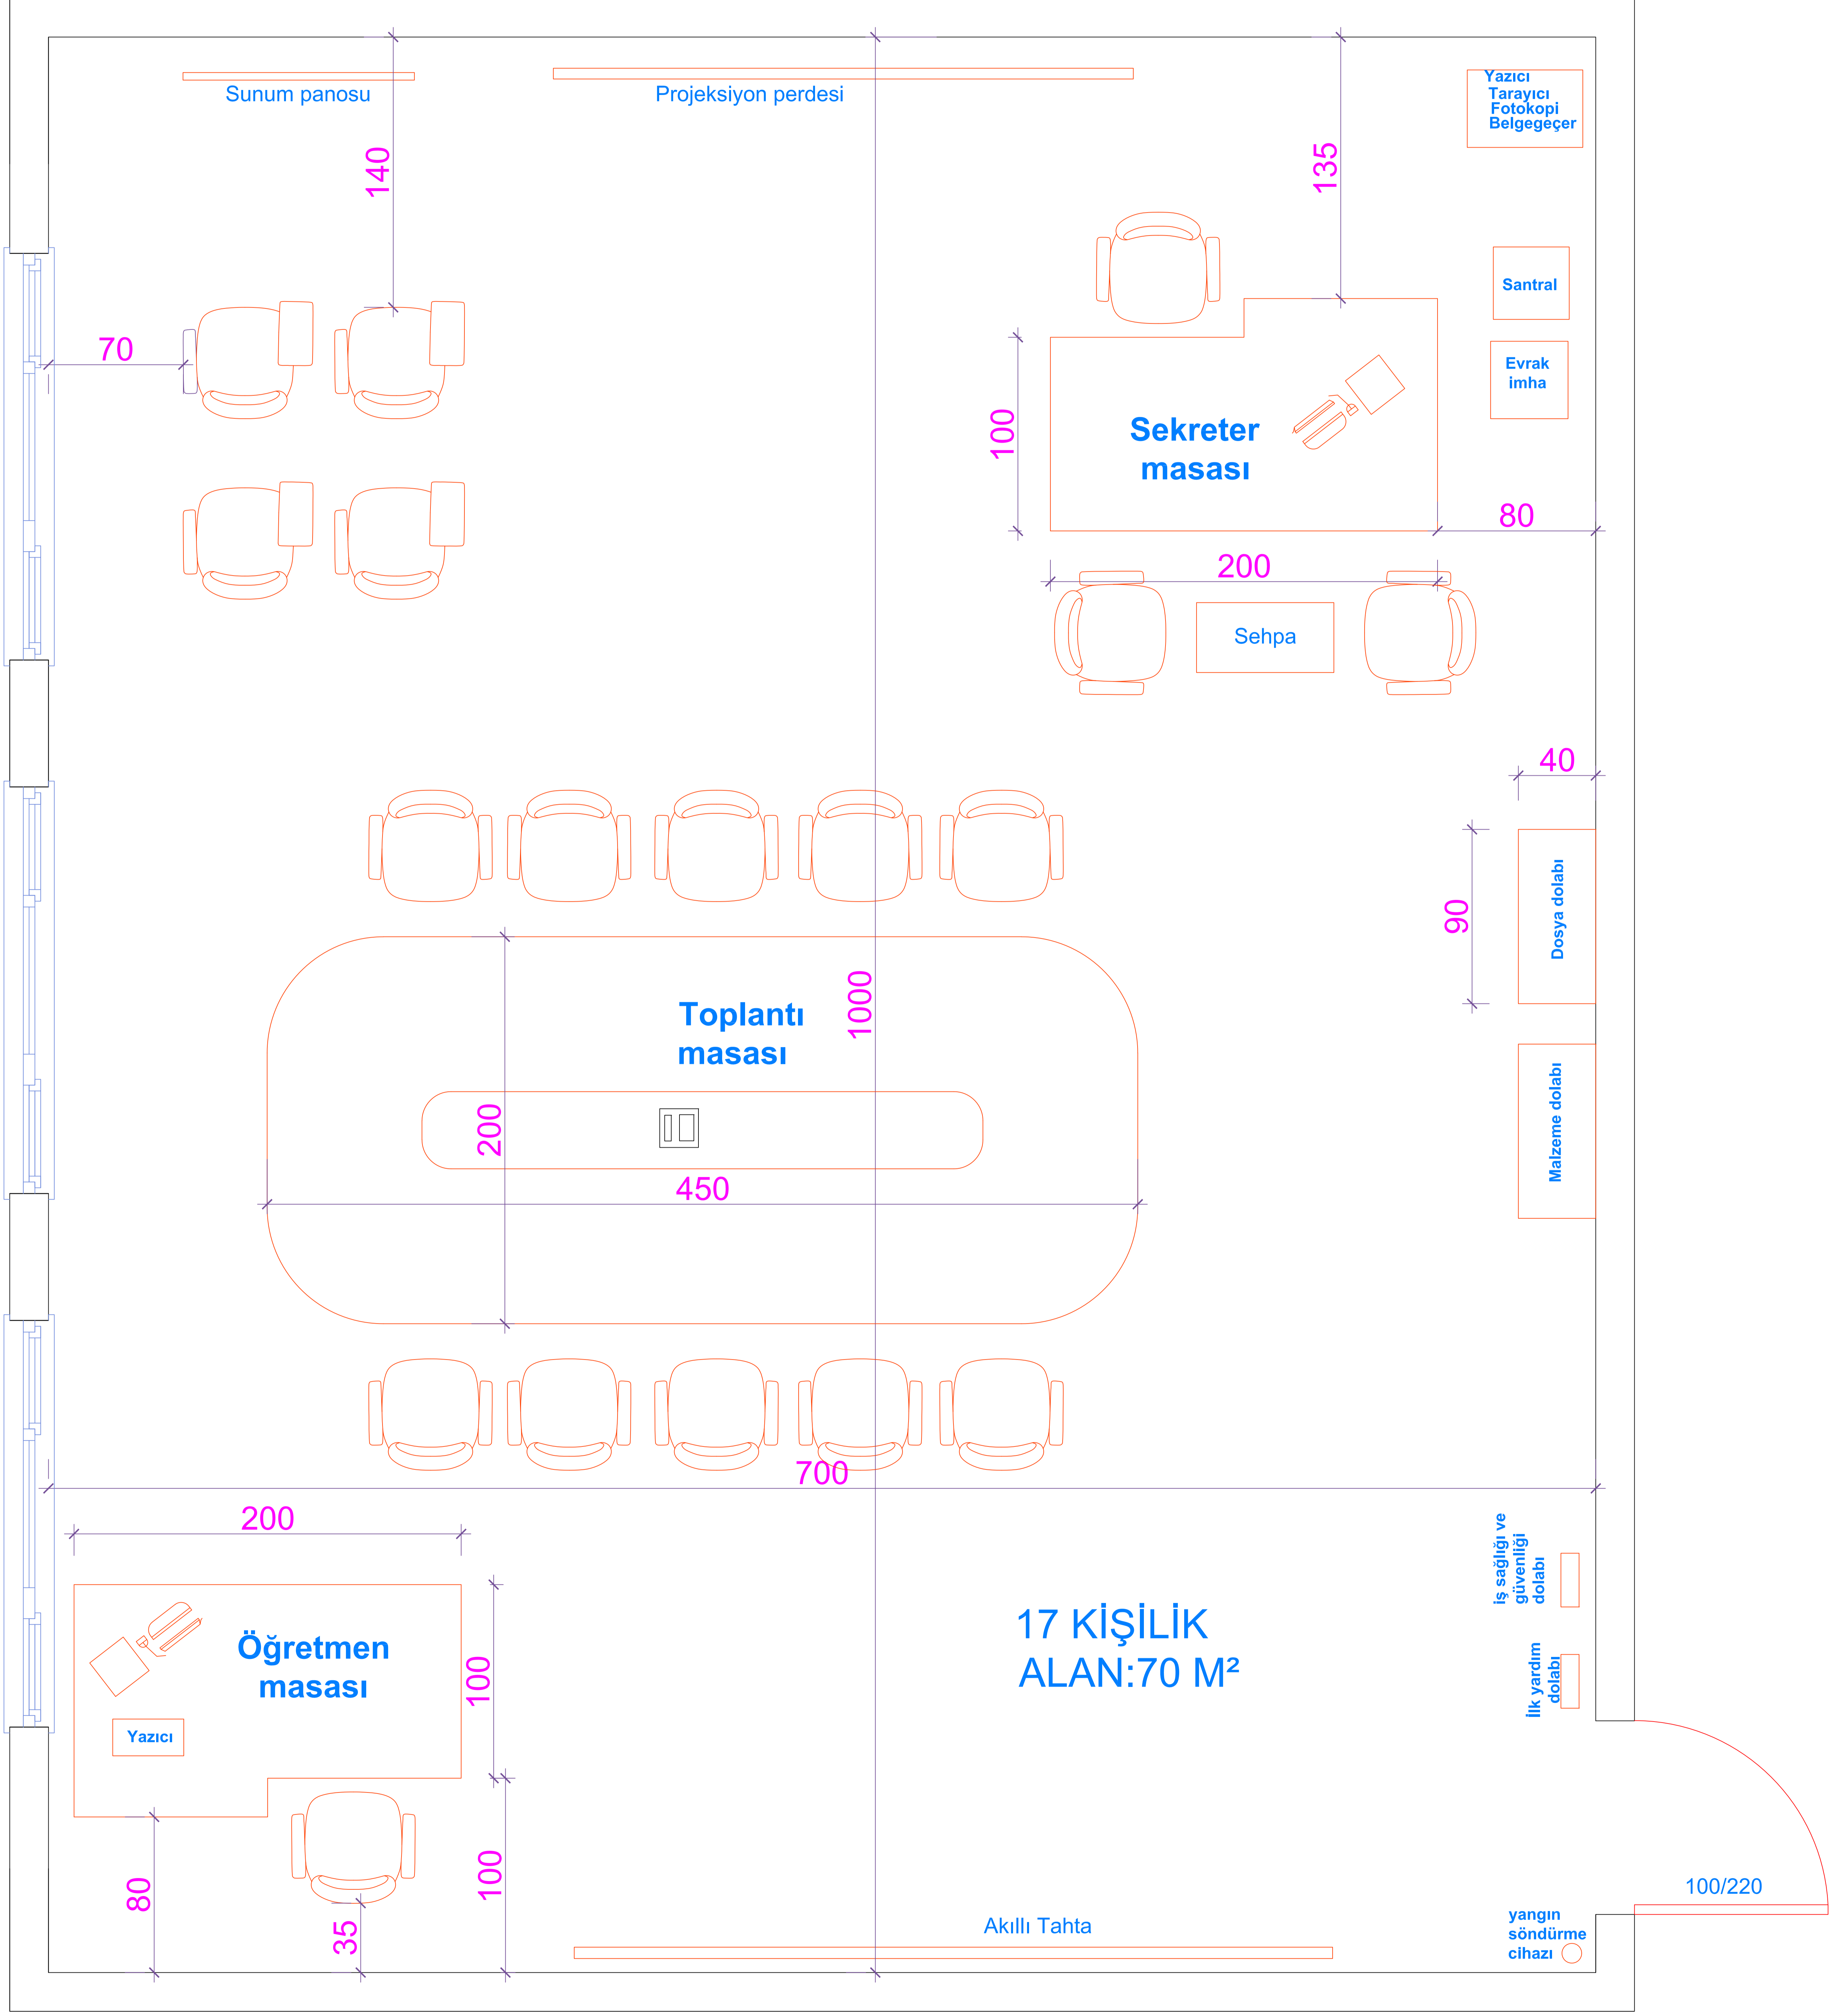 Sunum panosu
Projeksiyon perdesi
Yazıcı
Tarayıcı
Fotokopi
Belgegeçer
140
135
Santral
70
Evrak
imha
100
Sekreter
masası
80
200
Sehpa
40
90
Dosya dolabı
1000
Toplantı
masası
Malzeme dolabı
200
450
700
200
iş sağlığı ve
güvenliği
dolabı
17 KİŞİLİK
ALAN:70 M²
Öğretmen
masası
100
İlk yardım
dolabı
Yazıcı
80
100
35
100/220
Akıllı Tahta
yangın
söndürme
cihazı